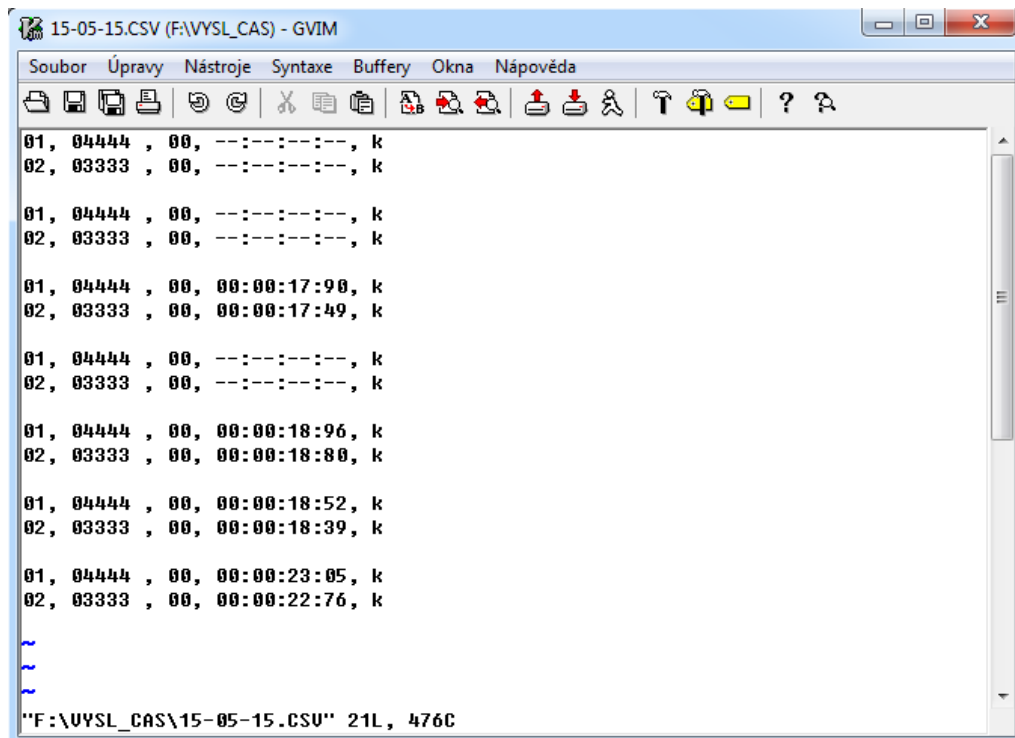 15-05-15.CSV (F:\VYSL_CAS) - GVIM
Soubor Úpravy Nástroje Syntaxe Buffery Okna Nápověda
01, 04444 , 00, --:--:--:--, k
02, 03333 , 00, --:--:--:--, k
01, 04444 , 00, --:--:--:--, k
02, 03333 , 00, --:--:--:--, k
01, 04444 , 00, 00:00:17:90, k
02, 03333 , 00, 00:00:17:49, k
01, 04444 , 00, --:--:--:--, k
02, 03333 , 00, --:--:--:--, k
01, 04444 , 00, 00:00:18:96, k
02, 03333 , 00, 00:00:18:80, k
01, 04444 , 00, 00:00:18:52, k
02, 03333 , 00, 00:00:18:39, k
01, 04444 , 00, 00:00:23:05, k
02, 03333 , 00, 00:00:22:76, k
~
~
~
"F:\VYSL_CAS\15-05-15.CSV" 21L, 476C